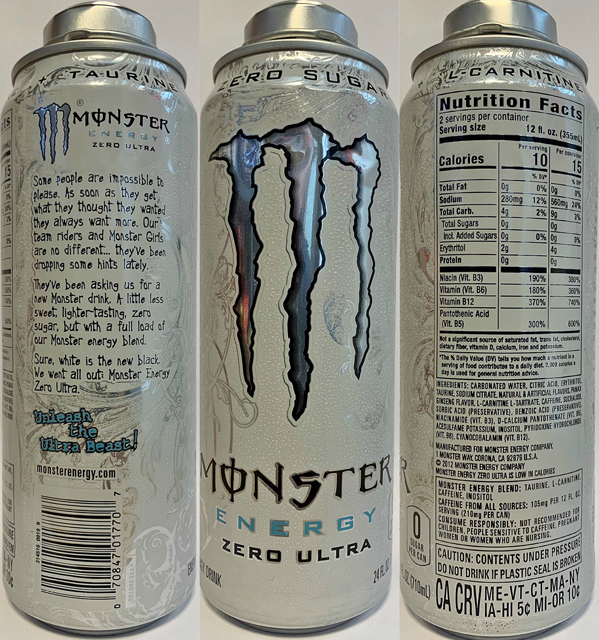 + TAURINE
MONSTER
ENERGY
ZERO ULTRA
Some people are impossible to
please. As soon as they get
what they thought they wanted
they always want more. Our
team riders and Monster Girls
are no different... they've been
dropping some hints lately.
They've been asking us for a
new Monster drink. A little less
sweet, lighter-tasting, zero
sugar, but with a full load of
our Monster energy blend.
Sure, white is the new black.
We went all out. Monster Energy
Zero Ultra.
Unleash
the
Ultra Beast!
monsterenergy.com
0 70847 01770 7
ZERO SUGAR
MONSTER
ENERGY
ZERO ULTRA
DRINK
24 FL
L-CARNITINE
Nutrition Facts
2 servings per container
Serving size 12 fl. oz. (355mL)
Per serving Per con
Calories 10 15
% DV* % DV*
Total Fat 0g 0% 0g 0%
Sodium 280mg 12% 560mg 24%
Total Carb. 4g 2% 9g 3%
Total Sugars 0g 0g
Incl. Added Sugars 0g 0% 0g 0%
Erythritol 2g 4g
Protein 0g 0g
Niacin (Vit. B3) 190% 380%
Vitamin (Vit. B6) 180% 360%
Vitamin B12 370% 740%
Pantothenic Acid
(Vit. B5) 300% 600%
Not a significant source of saturated fat, trans fat, cholesterol,
dietary fiber, vitamin D, calcium, iron and potassium.
*The % Daily Value (DV) tells you how much a nutrient in a
serving of food contributes to a daily diet. 2,000 calories a
day is used for general nutrition advice.
INGREDIENTS: CARBONATED WATER, CITRIC ACID, ERYTHRITOL,
TAURINE, SODIUM CITRATE, NATURAL & ARTIFICIAL FLAVORS, PANAX
GINSENG FLAVOR, L-CARNITINE L-TARTRATE, CAFFEINE, SUCRALOSE,
SORBIC ACID (PRESERVATIVE), BENZOIC ACID (PRESERVATIVE),
NIACINAMIDE (VIT. B3), D-CALCIUM PANTOTHENATE (VIT. B5),
ACESULFAME POTASSIUM, INOSITOL, PYRIDOXINE HYDROCHLORIDE
(VIT. B6), CYANOCOBALAMIN (VIT. B12).
MANUFACTURED FOR MONSTER ENERGY COMPANY.
1 MONSTER WAY, CORONA, CA 92879 U.S.A.
© 2012 MONSTER ENERGY COMPANY
MONSTER ENERGY ZERO ULTRA IS LOW IN CALORIES
MONSTER ENERGY BLEND: TAURINE, L-CARNITINE,
CAFFEINE, INOSITOL
CAFFEINE FROM ALL SOURCES: 105mg PER 12 FL. OZ.
SERVING (210mg PER CAN)
CONSUME RESPONSIBLY: NOT RECOMMENDED FOR
CHILDREN, PEOPLE SENSITIVE TO CAFFEINE, PREGNANT
WOMEN OR WOMEN WHO ARE NURSING.
0
SUGAR
PER CAN
CAUTION: CONTENTS UNDER PRESSURE
DO NOT DRINK IF PLASTIC SEAL IS BROKEN
(710mL)
CA CRV ME-VT-CT-MA-NY
IA-HI 5¢ MI-OR 10¢